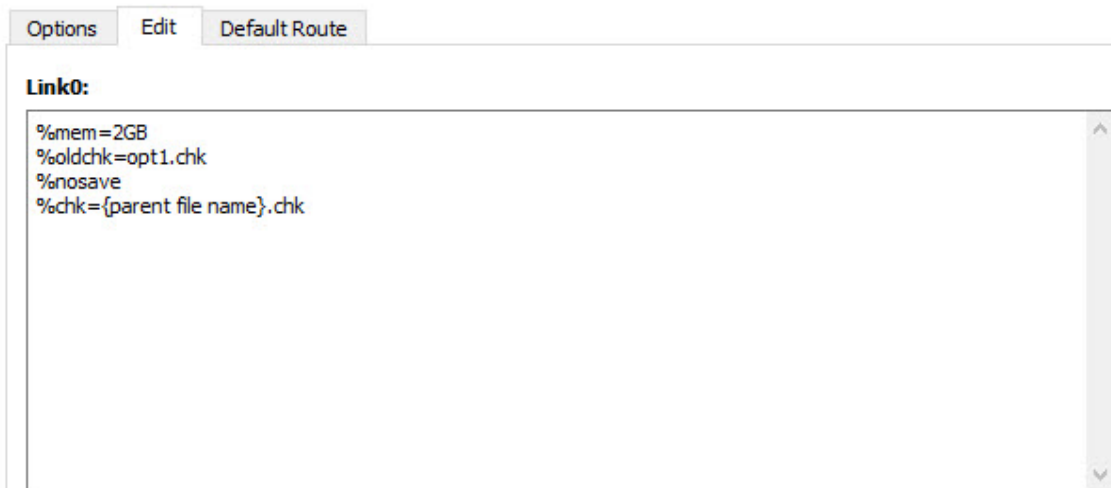 Options Edit Default Route
Link0:
%mem=2GB
%oldchk=opt1.chk
%nosave
%chk={parent file name}.chk